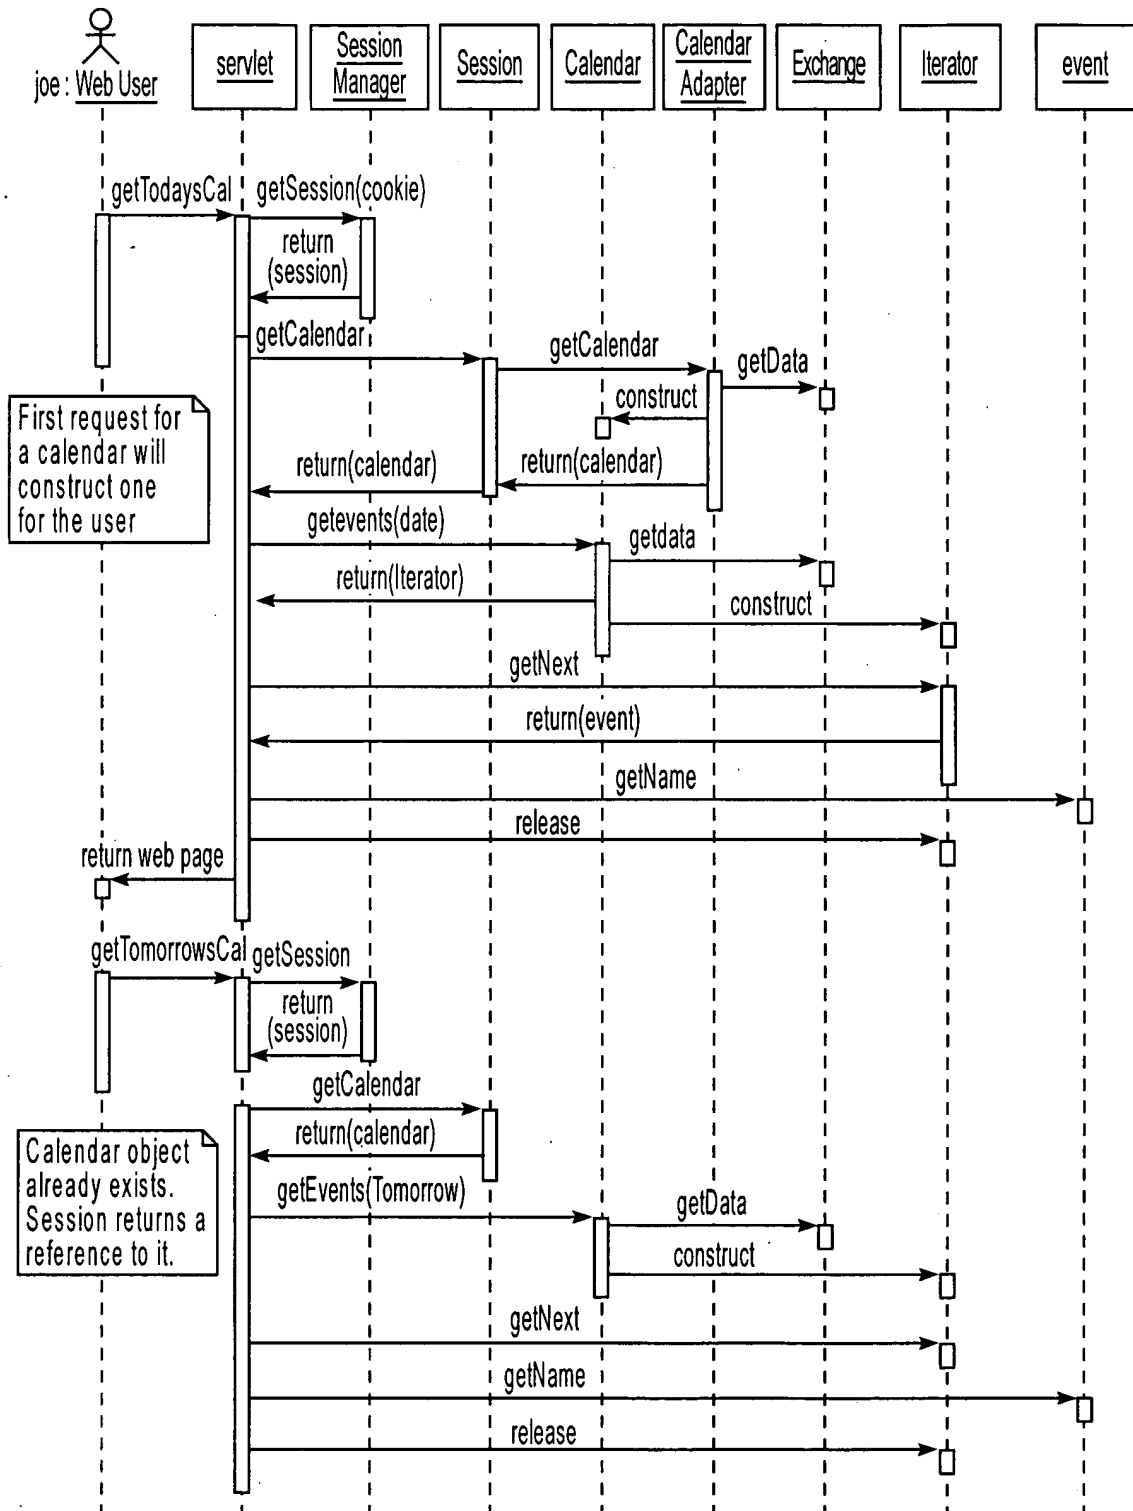 joe : Web User
servlet
Session
Manager
Session
Calendar
Calendar
Adapter
Exchange
Iterator
event
getTodaysCal
getSession(cookie)
return
(session)
getCalendar
getCalendar
getData
construct
First request for
a calendar will
construct one
for the user
return(calendar)
return(calendar)
getevents(date)
getdata
return(Iterator)
construct
getNext
return(event)
getName
release
return web page
getTomorrowsCal
getSession
return
(session)
getCalendar
return(calendar)
Calendar object
already exists.
Session returns a
reference to it.
getEvents(Tomorrow)
getData
construct
getNext
getName
release